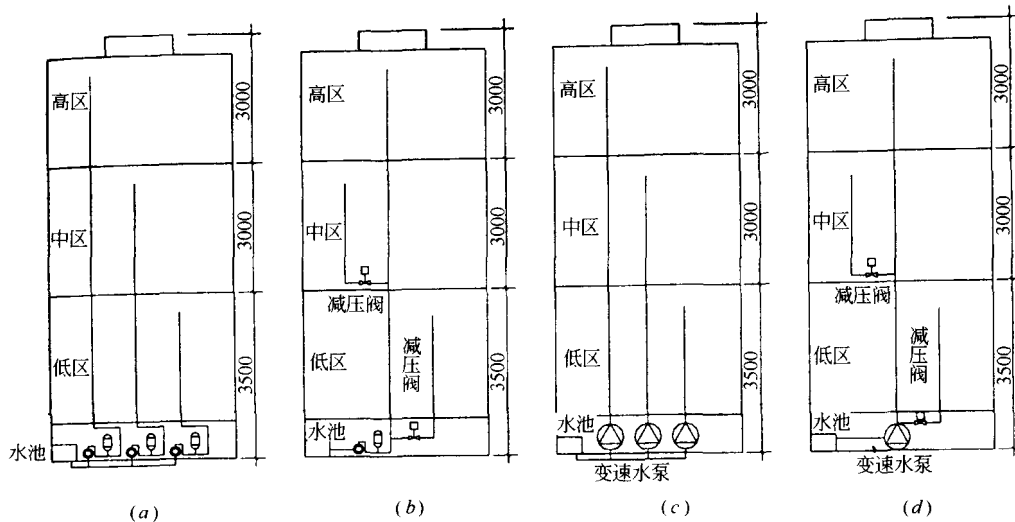 高区
中区
低区
水池
3000
3000
3500
(a)
高区
中区
减压阀
低区
减压阀
水池
3000
3000
3500
(b)
高区
中区
低区
水池
变速水泵
3000
3000
3500
(c)
高区
中区
减压阀
低区
减压阀
水池
变速水泵
3000
3000
3500
(d)